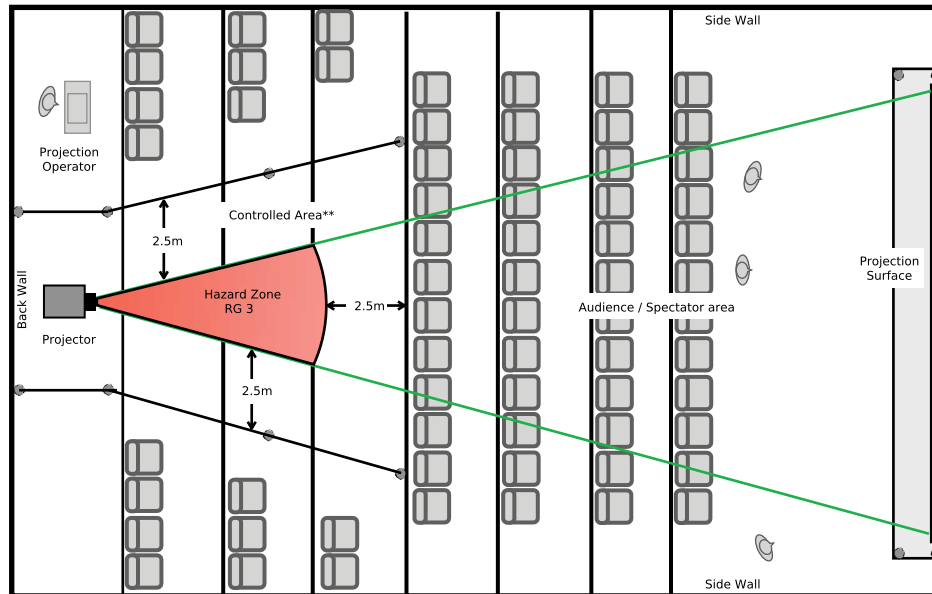 Side Wall
Projection
Operator
Controlled Area**
2.5m
Back Wall
Hazard Zone
RG 3
2.5m
Projector
2.5m
Audience / Spectator area
Projection
Surface
Side Wall